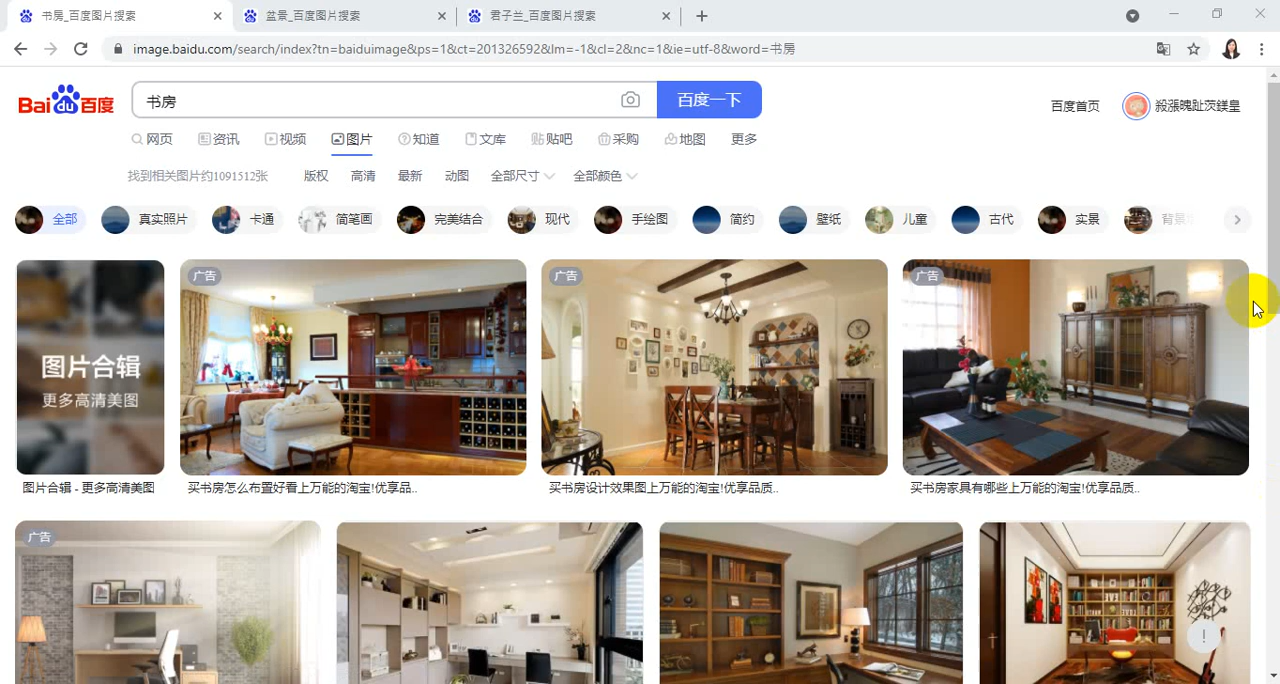 书房_百度图片搜索
盆景_百度图片搜索
君子兰_百度图片搜索
image.baidu.com/search/index?tn=baiduimage&ps=1&ct=201326592&lm=-1&cl=2&nc=1&ie=utf-8&word=书房
Bai du 百度
书房
百度一下
百度首页
网页 资讯 视频 图片 知道 文库 贴吧 采购 地图 更多
找到相关图片约1091512张 版权 高清 最新 动图 全部尺寸 全部颜色
全部 真实照片 卡通 简笔画 完美结合 现代 手绘图 简约 壁纸 儿童 古代 实景 背景
广告
广告
广告
图片合辑
更多高清美图
图片合辑 - 更多高清美图
买书房怎么布置好看上万能的淘宝!优享品..
买书房设计效果图上万能的淘宝!优享品质..
买书房家具有哪些上万能的淘宝!优享品质..
广告